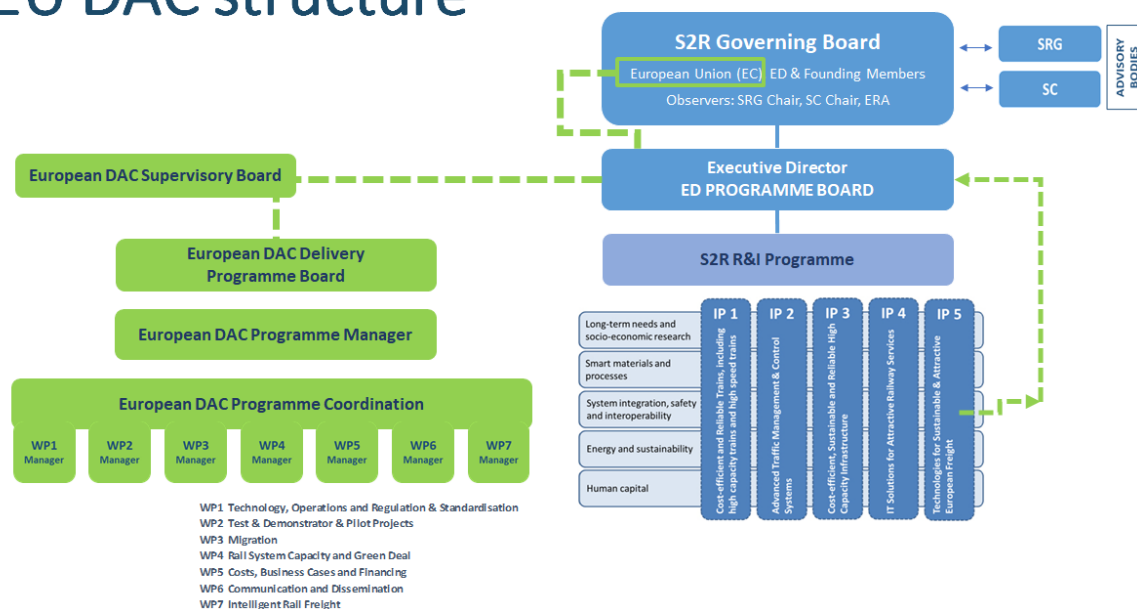 EU DAC structure
S2R Governing Board
European Union (EC) ED & Founding Members
Observers: SRG Chair, SC Chair, ERA
SRG
SC
ADVISORY
BODIES
European DAC Supervisory Board
Executive Director
ED PROGRAMME BOARD
European DAC Delivery
Programme Board
S2R R&I Programme
European DAC Programme Manager
European DAC Programme Coordination
WP1
Manager
WP2
Manager
WP3
Manager
WP4
Manager
WP5
Manager
WP6
Manager
WP7
Manager
WP1 Technology, Operations and Regulation & Standardisation
WP2 Test & Demonstrator & Pilot Projects
WP3 Migration
WP4 Rail System Capacity and Green Deal
WP5 Costs, Business Cases and Financing
WP6 Communication and Dissemination
WP7 Intelligent Rail Freight
Long-term needs and
socio-economic research
Smart materials and
processes
System integration, safety
and interoperability
Energy and sustainability
Human capital
IP 1
Cost-efficient and Reliable Trains, including
high capacity trains and high speed trains
IP 2
Advanced Traffic Management & Control
Systems
IP 3
Cost-efficient, Sustainable and Reliable High
Capacity Infrastructure
IP 4
IT Solutions for Attractive Railway Services
IP 5
Technologies for Sustainable & Attractive
European Freight